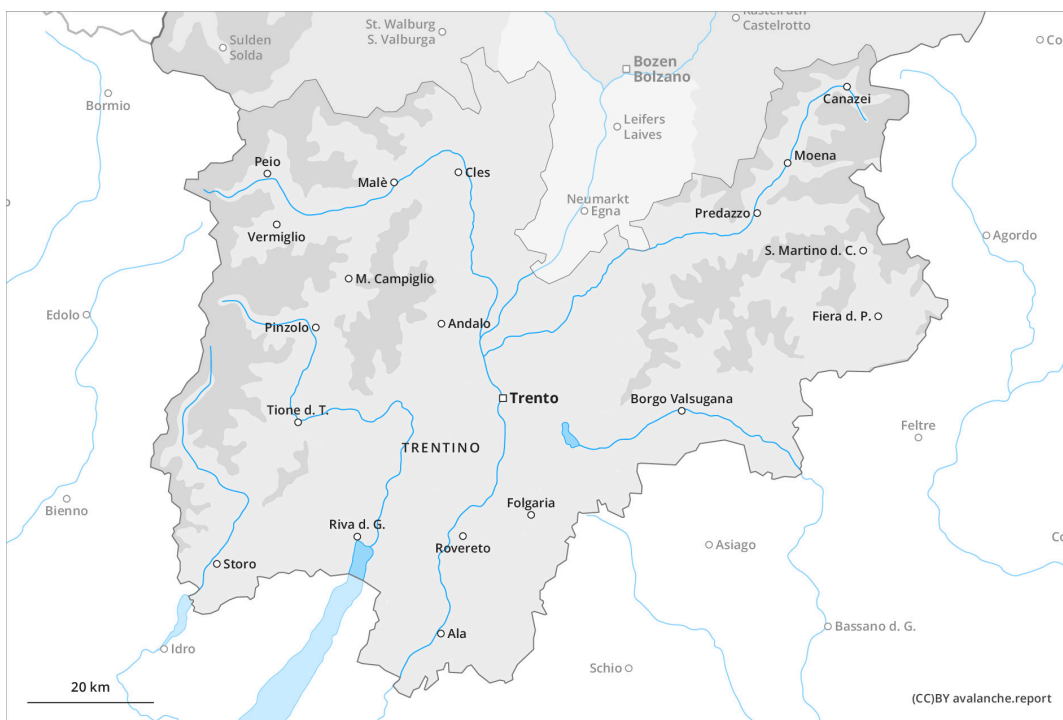 St. Walburg
S. Valburga
Kastelruth
Castelrotto
Sulden
Solda
Bozen
Bolzano
Bormio
Canazei
Leifers
Laives
Peio
Malè
Cles
Moena
Neumarkt
Egna
Predazzo
Vermiglio
Agordo
S. Martino d. C.
M. Campiglio
Edolo
Pinzolo
Andalo
Fiera d. P.
Trento
Borgo Valsugana
Tione d. T.
Feltre
TRENTINO
Bienno
Folgaria
Riva d. G.
Rovereto
Asiago
Storo
Bassano d. G.
Ala
Idro
Schio
20 km
(CC)BY avalanche.report